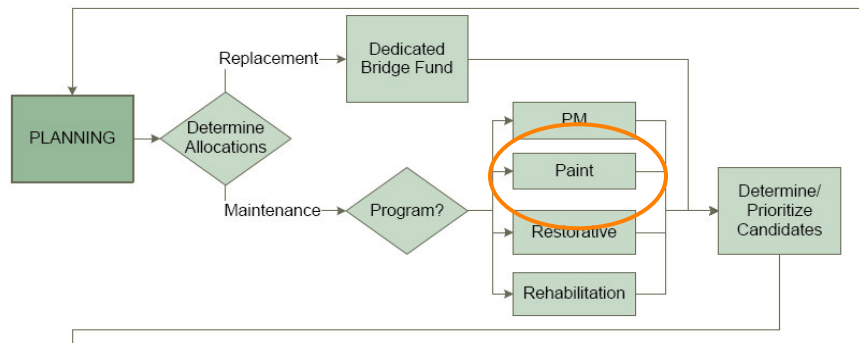 Replacement
Dedicated
Bridge Fund
PLANNING
Determine
Allocations
PM
Paint
Maintenance
Program?
Restorative
Rehabilitation
Determine/
Prioritize
Candidates